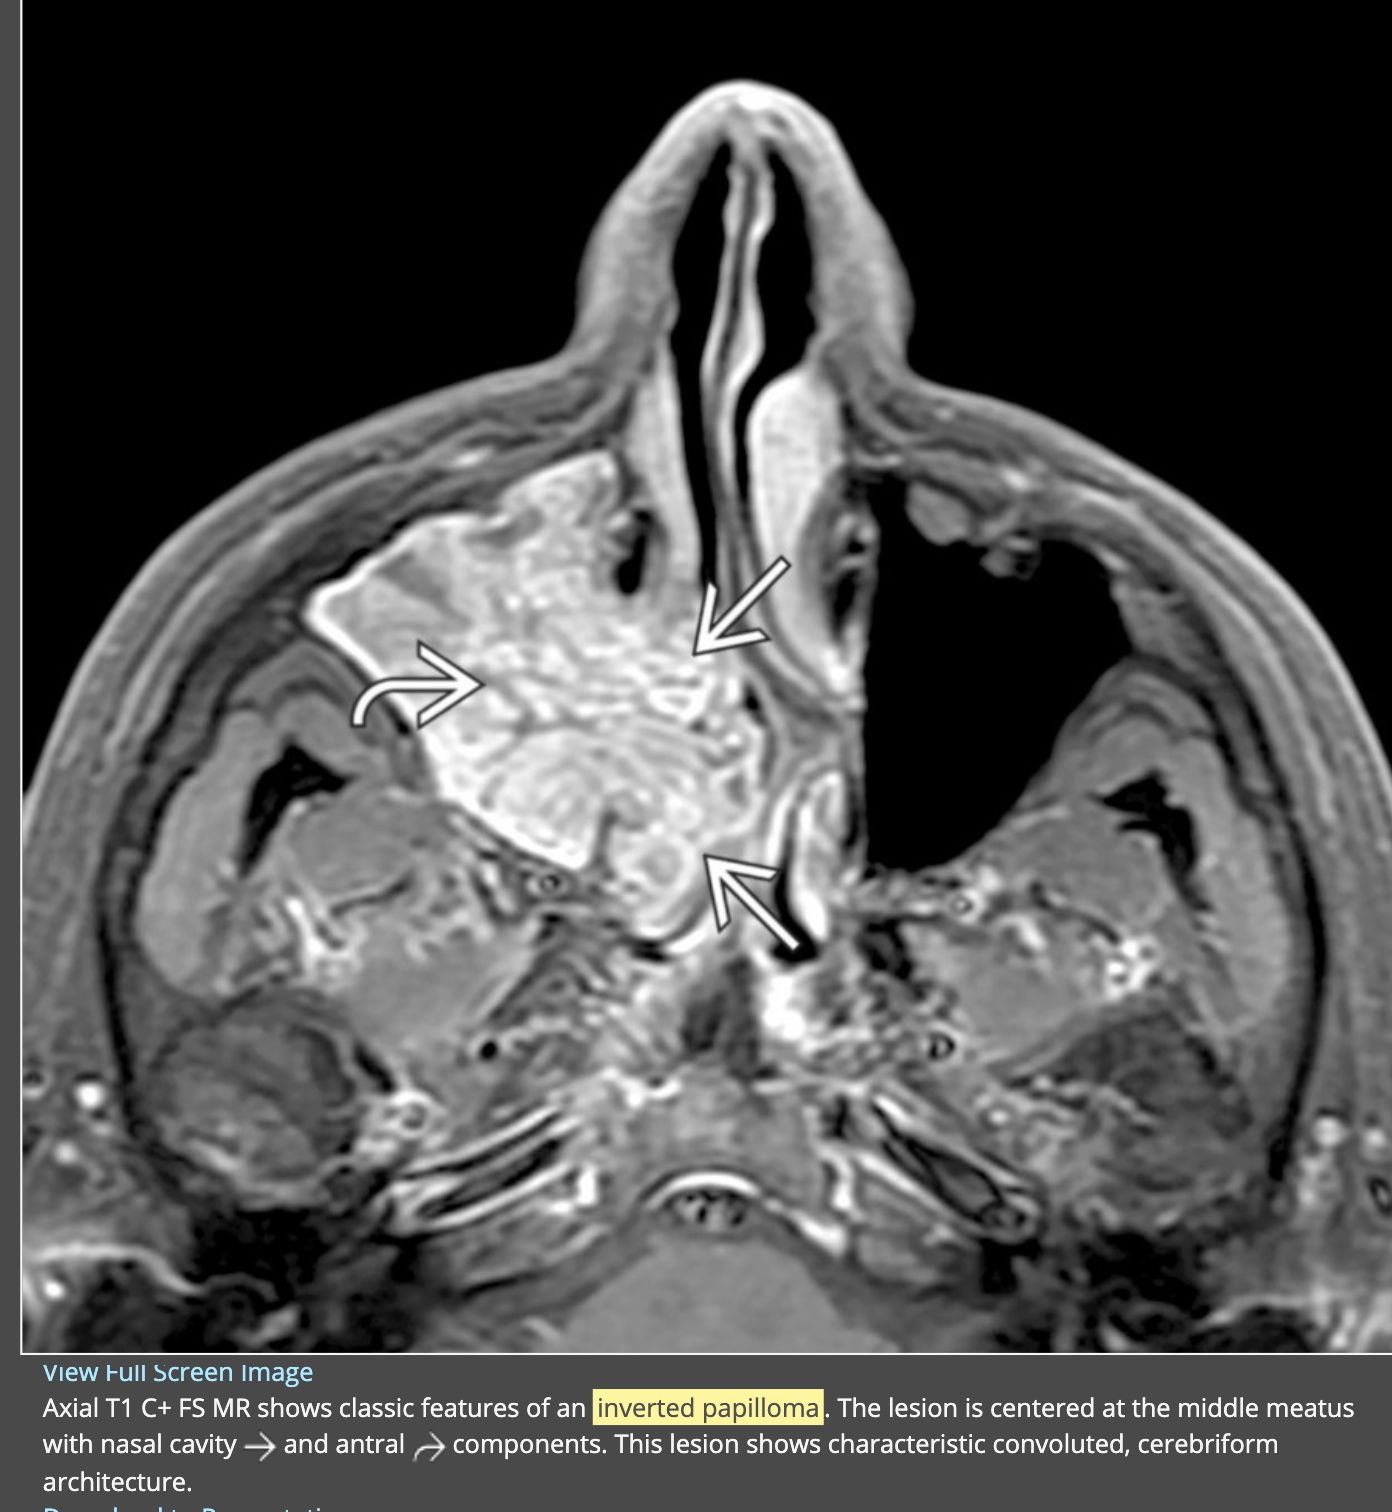 View Full Screen Image
Axial T1 C+ FS MR shows classic features of an inverted papilloma. The lesion is centered at the middle meatus
with nasal cavity → and antral ↷ components. This lesion shows characteristic convoluted, cerebriform
architecture.